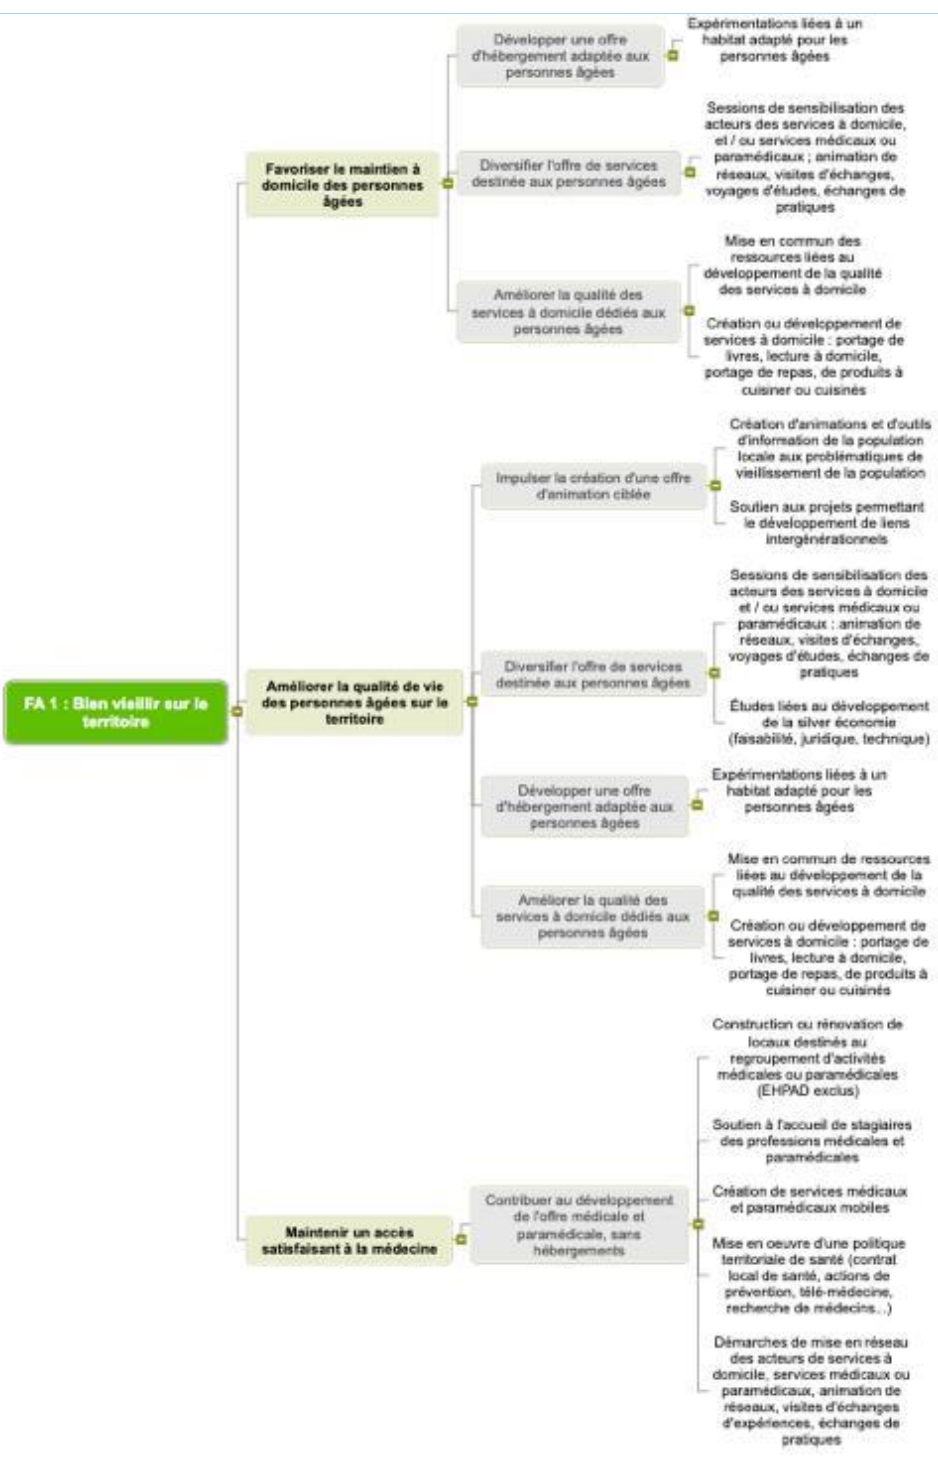 FA 1 : Bien vieillir sur le
territoire
Favoriser le maintien à
domicile des personnes
âgées
Développer une offre
d'hébergement adaptée aux
personnes âgées
Expérimentations liées à un
habitat adapté pour les
personnes âgées
Diversifier l'offre de services
destinée aux personnes âgées
Sessions de sensibilisation des
acteurs des services à domicile,
et / ou services médicaux ou
paramédicaux ; animation de
réseaux, visites d'échanges,
voyages d'études, échanges de
pratiques
Améliorer la qualité des
services à domicile dédiés aux
personnes âgées
Mise en commun des
ressources liées au
développement de la qualité
des services à domicile
Création ou développement de
services à domicile : portage de
livres, lecture à domicile,
portage de repas, de produits à
cuisiner ou cuisinés
Améliorer la qualité de vie
des personnes âgées sur le
territoire
Impulser la création d'une offre
d'animation ciblée
Création d'animations et d'outils
d'information de la population
locale aux problématiques de
vieillissement de la population
Soutien aux projets permettant
le développement de liens
intergénérationnels
Diversifier l'offre de services
destinée aux personnes âgées
Sessions de sensibilisation des
acteurs des services à domicile
et / ou services médicaux ou
paramédicaux : animation de
réseaux, visites d'échanges,
voyages d'études, échanges de
pratiques
Études liées au développement
de la silver économie
(faisabilité, juridique, technique)
Développer une offre
d'hébergement adaptée aux
personnes âgées
Expérimentations liées à un
habitat adapté pour les
personnes âgées
Améliorer la qualité des
services à domicile dédiés aux
personnes âgées
Mise en commun de ressources
liées au développement de la
qualité des services à domicile
Création ou développement de
services à domicile : portage de
livres, lecture à domicile,
portage de repas, de produits à
cuisiner ou cuisinés
Maintenir un accès
satisfaisant à la médecine
Contribuer au développement
de l'offre médicale et
paramédicale, sans
hébergements
Construction ou rénovation de
locaux destinés au
regroupement d'activités
médicales ou paramédicales
(EHPAD exclus)
Soutien à l'accueil de stagiaires
des professions médicales et
paramédicales
Création de services médicaux
et paramédicaux mobiles
Mise en oeuvre d'une politique
territoriale de santé (contrat
local de santé, actions de
prévention, télé-médecine,
recherche de médecins...)
Démarches de mise en réseau
des acteurs de services à
domicile, services médicaux ou
paramédicaux, animation de
réseaux, visites d'échanges
d'expériences, échanges de
pratiques